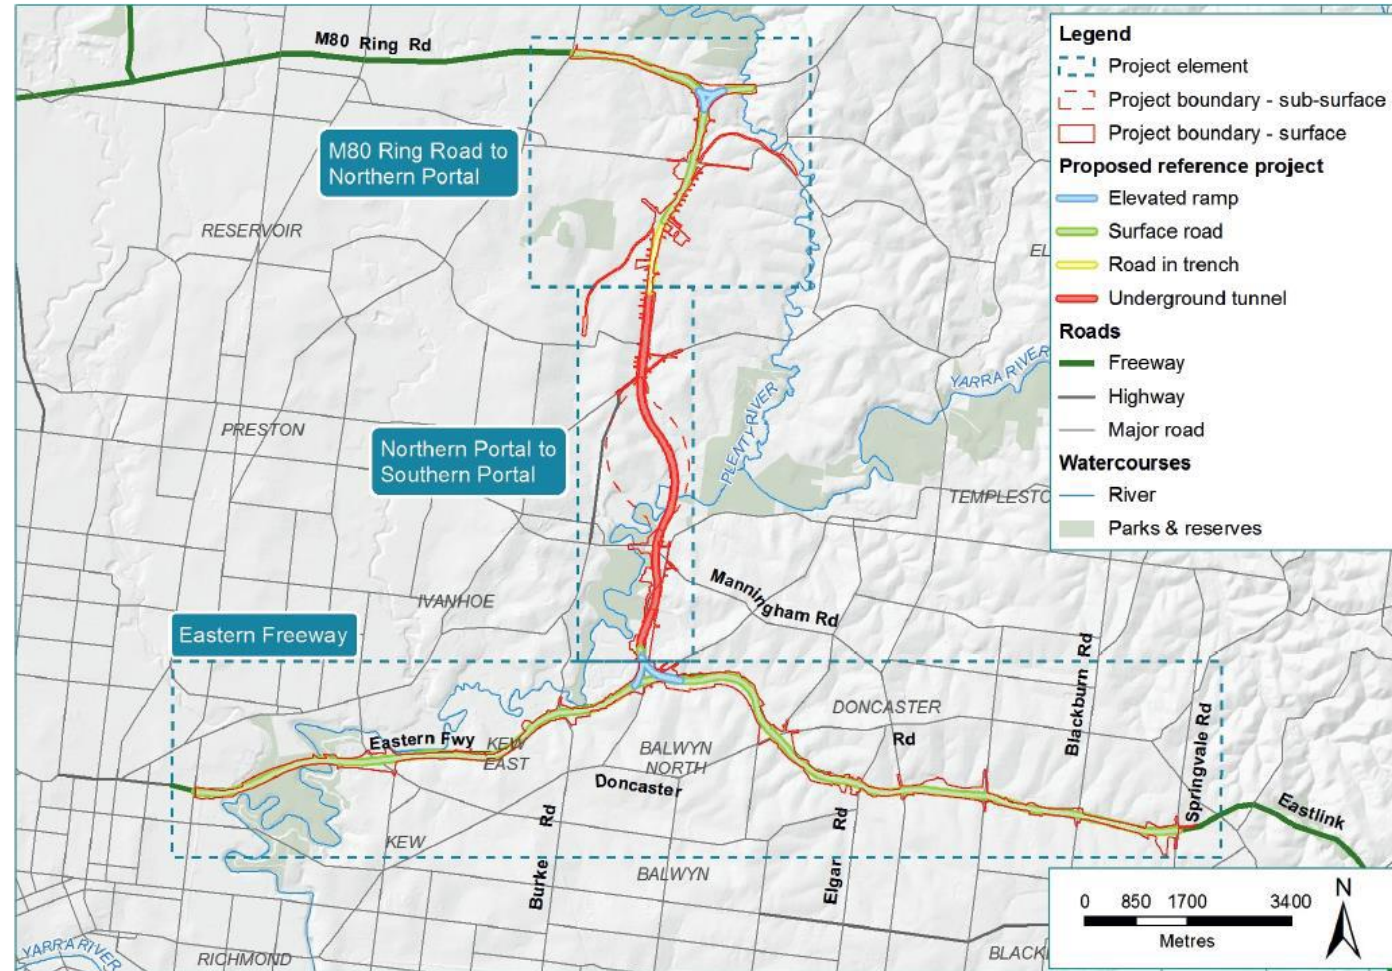 M80 Ring Rd
Legend
Project element
Project boundary - sub-surface
Project boundary - surface
Proposed reference project
Elevated ramp
Surface road
Road in trench
Underground tunnel
Roads
Freeway
Highway
Major road
Watercourses
River
Parks & reserves
M80 Ring Road to
Northern Portal
RESERVOIR
EL
YARRA RIVER
PLENTY RIVER
PRESTON
Northern Portal to
Southern Portal
TEMPLESTO
IVANHOE
Manningham Rd
Eastern Freeway
Blackburn Rd
Springvale Rd
DONCASTER
Rd
Eastern Fwy
KEW
EAST
BALWYN
NORTH
Doncaster
Eastlink
KEW
Burke Rd
Elgar Rd
BALWYN
RICHMOND
YARRA RIVER
BLACK
0 850 1700 3400
Metres
N